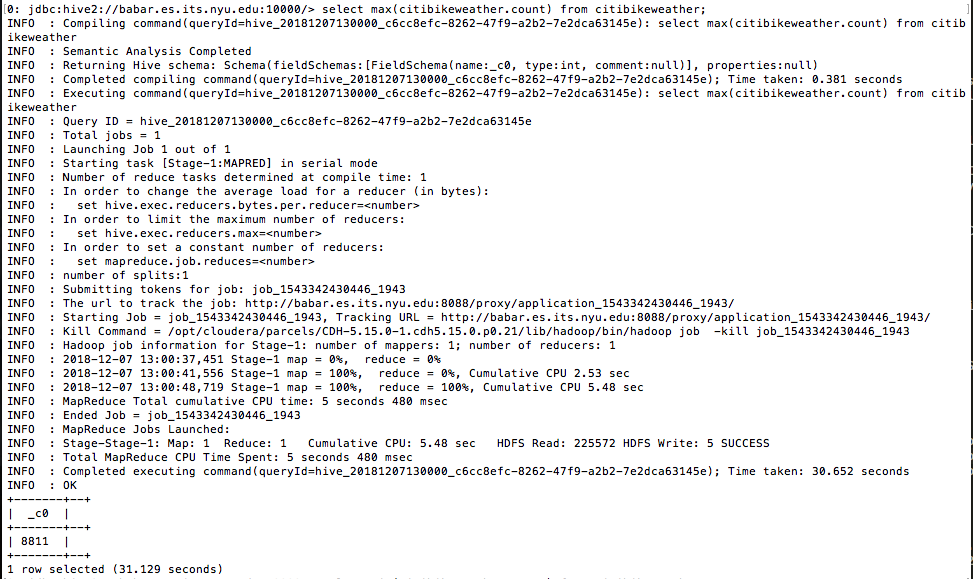 0: jdbc:hive2://babar.es.its.nyu.edu:10000/> select max(citibikeweather.count) from citibikeweather;
INFO  : Compiling command(queryId=hive_20181207130000_c6cc8efc-8262-47f9-a2b2-7e2dca63145e): select max(citibikeweather.count) from citib
ikeweather
INFO  : Semantic Analysis Completed
INFO  : Returning Hive schema: Schema(fieldSchemas:[FieldSchema(name:_c0, type:int, comment:null)], properties:null)
INFO  : Completed compiling command(queryId=hive_20181207130000_c6cc8efc-8262-47f9-a2b2-7e2dca63145e); Time taken: 0.381 seconds
INFO  : Executing command(queryId=hive_20181207130000_c6cc8efc-8262-47f9-a2b2-7e2dca63145e): select max(citibikeweather.count) from citib
ikeweather
INFO  : Query ID = hive_20181207130000_c6cc8efc-8262-47f9-a2b2-7e2dca63145e
INFO  : Total jobs = 1
INFO  : Launching Job 1 out of 1
INFO  : Starting task [Stage-1:MAPRED] in serial mode
INFO  : Number of reduce tasks determined at compile time: 1
INFO  : In order to change the average load for a reducer (in bytes):
INFO  :   set hive.exec.reducers.bytes.per.reducer=<number>
INFO  : In order to limit the maximum number of reducers:
INFO  :   set hive.exec.reducers.max=<number>
INFO  : In order to set a constant number of reducers:
INFO  :   set mapreduce.job.reduces=<number>
INFO  : number of splits:1
INFO  : Submitting tokens for job: job_1543342430446_1943
INFO  : The url to track the job: http://babar.es.its.nyu.edu:8088/proxy/application_1543342430446_1943/
INFO  : Starting Job = job_1543342430446_1943, Tracking URL = http://babar.es.its.nyu.edu:8088/proxy/application_1543342430446_1943/
INFO  : Kill Command = /opt/cloudera/parcels/CDH-5.15.0-1.cdh5.15.0.p0.21/lib/hadoop/bin/hadoop job  -kill job_1543342430446_1943
INFO  : Hadoop job information for Stage-1: number of mappers: 1; number of reducers: 1
INFO  : 2018-12-07 13:00:37,451 Stage-1 map = 0%,  reduce = 0%
INFO  : 2018-12-07 13:00:41,556 Stage-1 map = 100%,  reduce = 0%, Cumulative CPU 2.53 sec
INFO  : 2018-12-07 13:00:48,719 Stage-1 map = 100%,  reduce = 100%, Cumulative CPU 5.48 sec
INFO  : MapReduce Total cumulative CPU time: 5 seconds 480 msec
INFO  : Ended Job = job_1543342430446_1943
INFO  : MapReduce Jobs Launched:
INFO  : Stage-Stage-1: Map: 1  Reduce: 1   Cumulative CPU: 5.48 sec   HDFS Read: 225572 HDFS Write: 5 SUCCESS
INFO  : Total MapReduce CPU Time Spent: 5 seconds 480 msec
INFO  : Completed executing command(queryId=hive_20181207130000_c6cc8efc-8262-47f9-a2b2-7e2dca63145e); Time taken: 30.652 seconds
INFO  : OK
+-------+--+
|  _c0  |
+-------+--+
| 8811  |
+-------+--+
1 row selected (31.129 seconds)